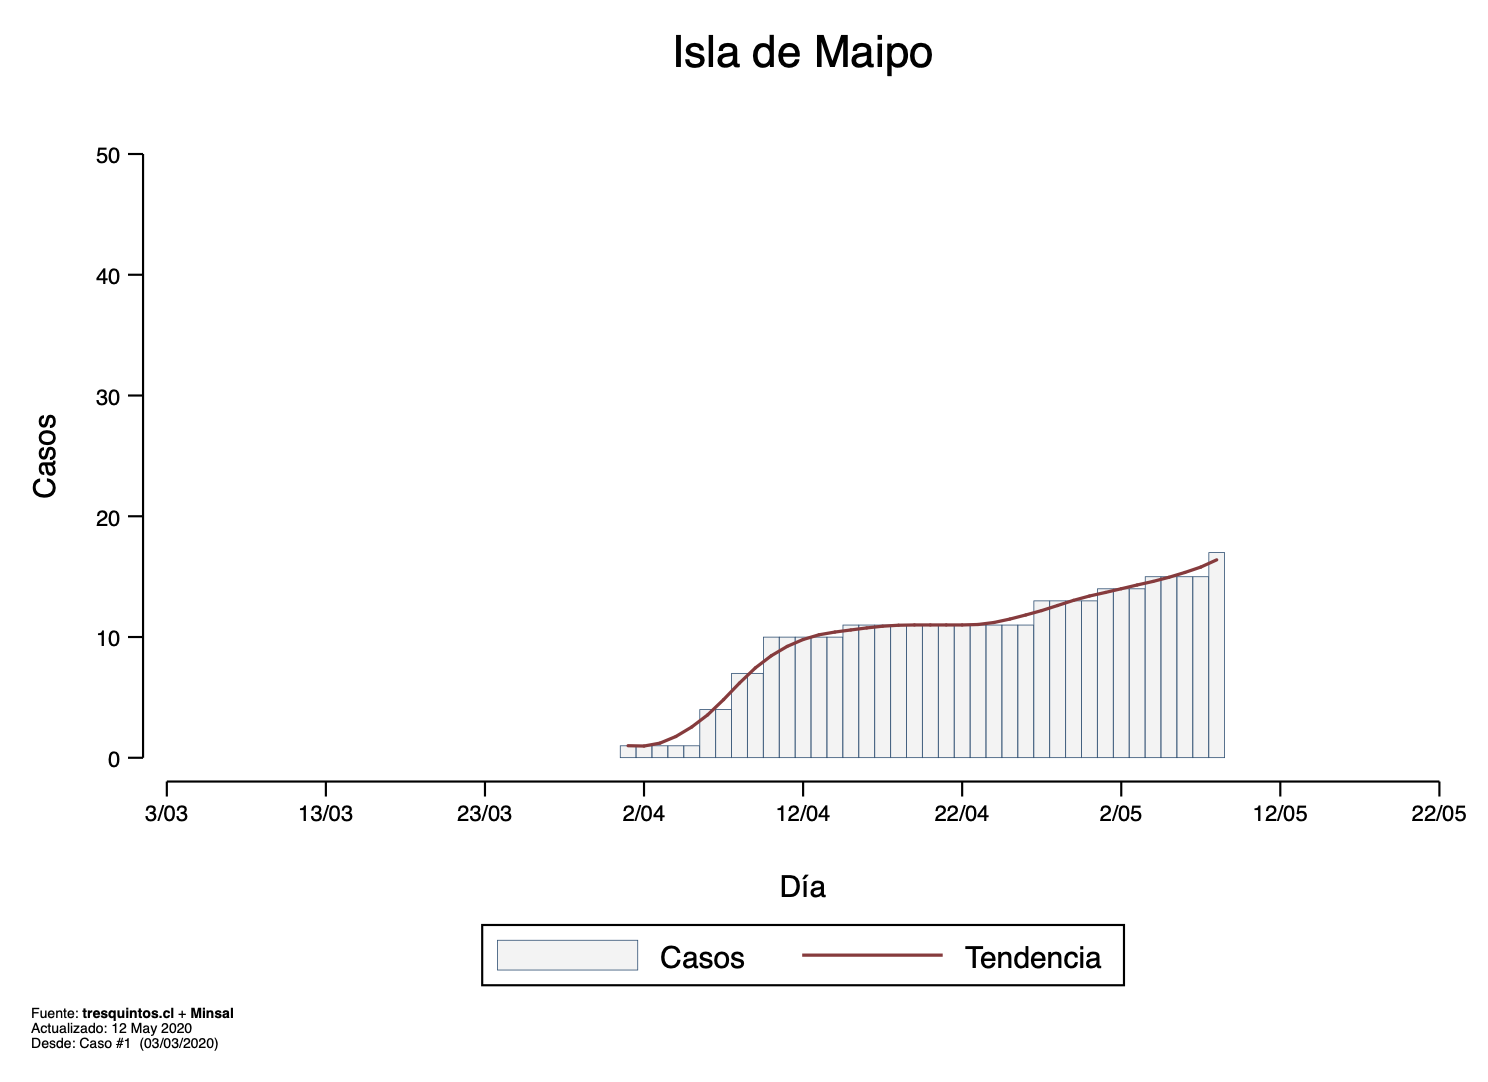 Isla de Maipo
50
40
30
20
10
0
Casos
3/03 13/03 23/03 2/04 12/04 22/04 2/05 12/05 22/05
Día
Casos Tendencia
Fuente: tresquintos.cl + Minsal
Actualizado: 12 May 2020
Desde: Caso #1 (03/03/2020)